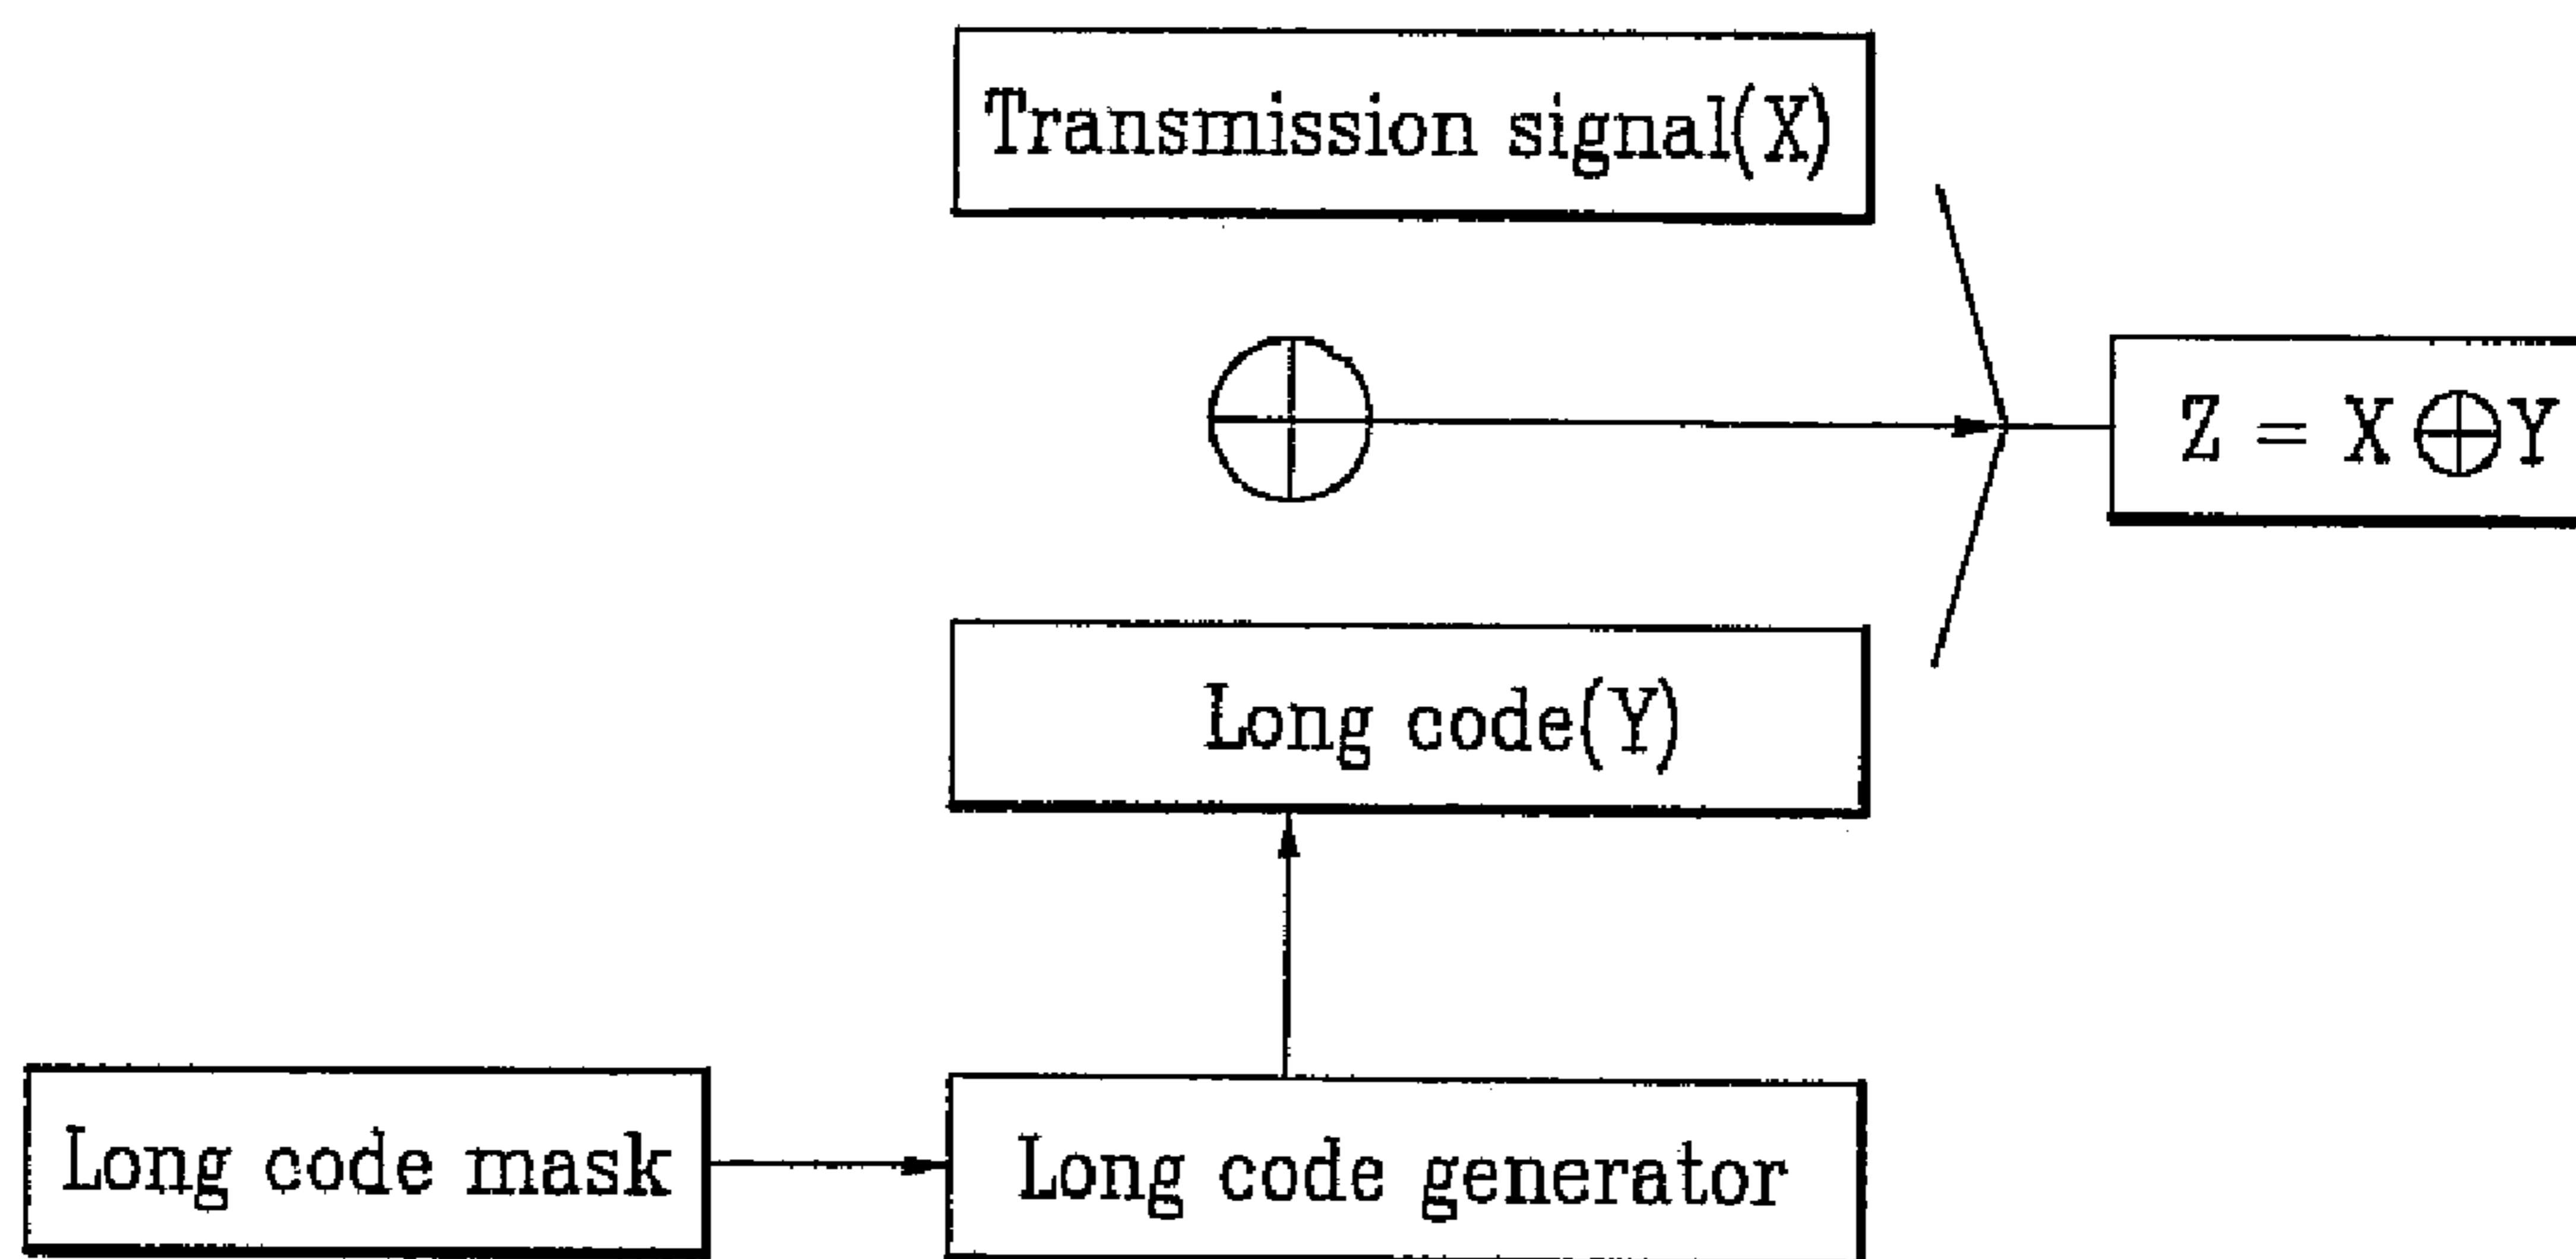 Transmission signal(X)
Z = X⊕Y
Long code(Y)
Long code mask
Long code generator